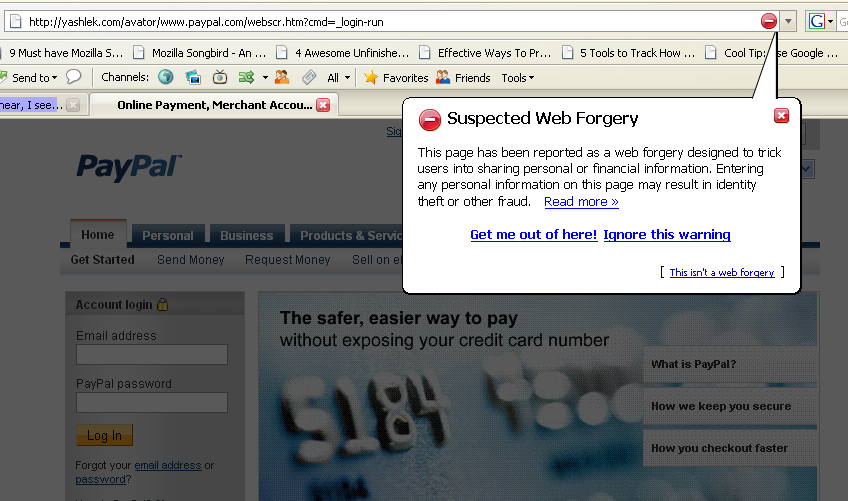 http://yashlek.com/avator/www.paypal.com/webscr.htm?cmd=_login-run
G
9 Must have Mozilla S... Mozilla Songbird - An ... 4 Awesome Unfinishe... Effective Ways To Pr... 5 Tools to Track How ... Cool Tip: Use Google ...
Send to Channels: All Favorites Friends Tools
near, I see... Online Payment, Merchant Accou...
Suspected Web Forgery
This page has been reported as a web forgery designed to trick
users into sharing personal or financial information. Entering
any personal information on this page may result in identity
theft or other fraud. Read more »
Get me out of here! Ignore this warning
[ This isn't a web forgery ]
PayPal™
Home Personal Business Products & Servic
Get Started Send Money Request Money Sell on e
Account login
Email address
PayPal password
Log In
Forgot your email address or
password?
The safer, easier way to pay
without exposing your credit card number
5184
What is PayPal?
How we keep you secure
How you checkout faster